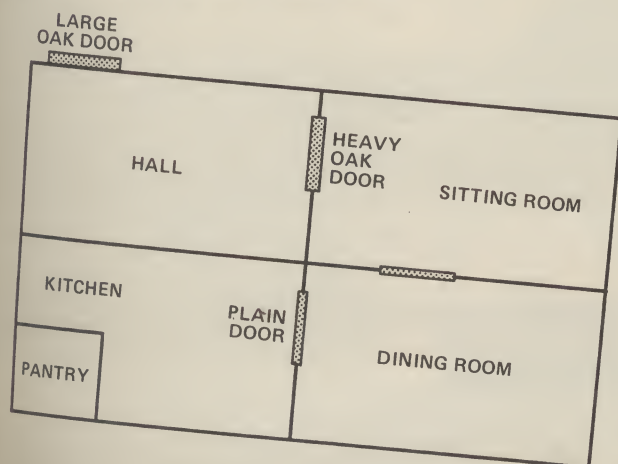 LARGE
OAK DOOR
HALL
HEAVY
OAK
DOOR
SITTING ROOM
KITCHEN
PLAIN
DOOR
PANTRY
DINING ROOM